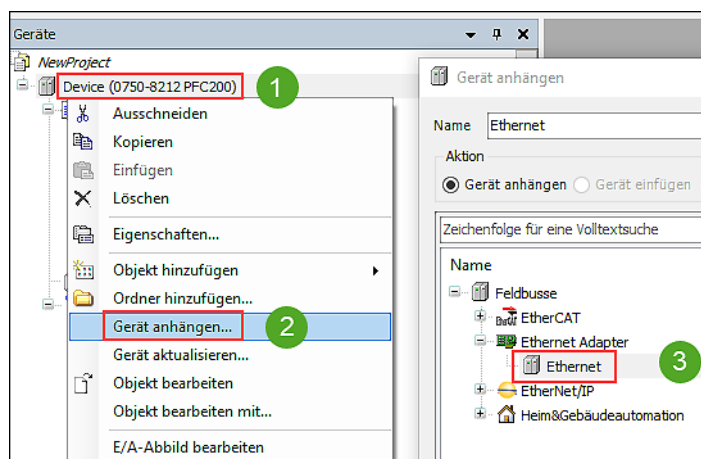 Geräte
NewProject
Device (0750-8212 PFC200)
1
Ausschneiden
Kopieren
Einfügen
Löschen
Eigenschaften...
Objekt hinzufügen
Ordner hinzufügen...
Gerät anhängen...
2
Gerät aktualisieren...
Objekt bearbeiten
Objekt bearbeiten mit...
E/A-Abbild bearbeiten
Gerät anhängen
Name Ethernet
Aktion
Gerät anhängen Gerät einfügen
Zeichenfolge für eine Volltextsuche
Name
Feldbusse
EtherCAT
Ethernet Adapter
Ethernet
3
EtherNet/IP
Heim&Gebäudeautomation